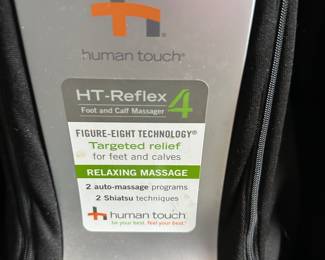 human touch®
HT-Reflex 4
Foot and Calf Massager
FIGURE-EIGHT TECHNOLOGY®
Targeted relief
for feet and calves
RELAXING MASSAGE
2 auto-massage programs
2 Shiatsu techniques
human touch®
be your best. feel your best.®